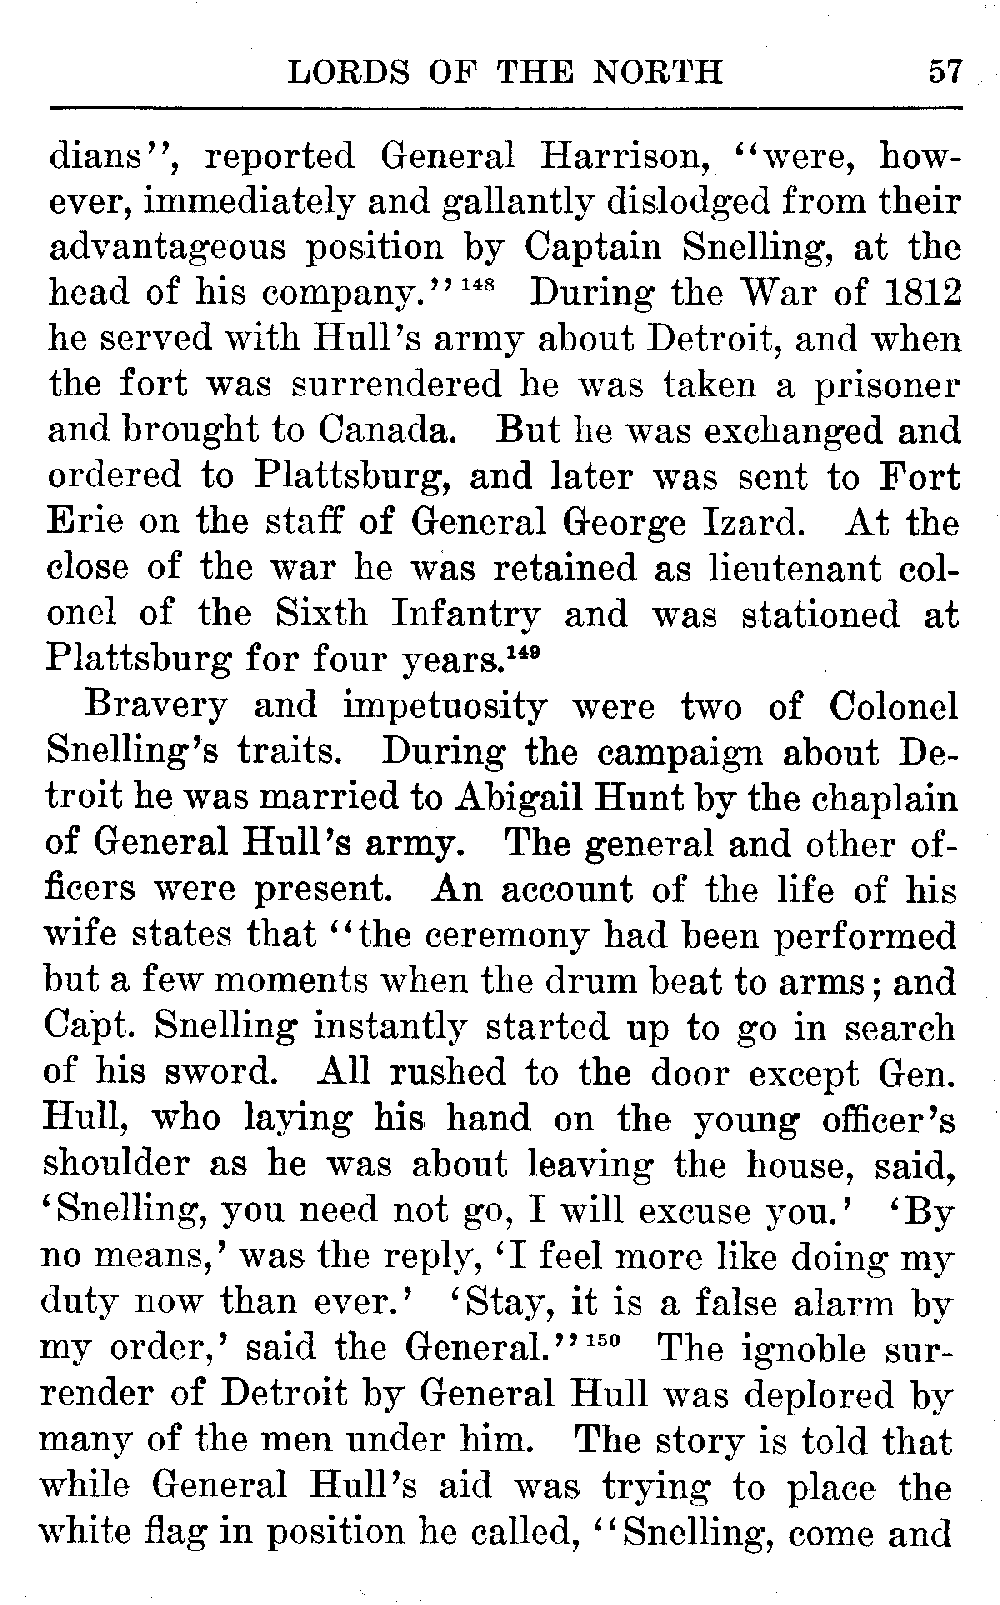 LORDS OF THE NORTH 57
dians'', reported General Harrison, ''were, how-
ever, immediately and gallantly dislodged from their
advantageous position by Captain Snelling, at the
head of his company.''¹⁴⁸ During the War of 1812
he served with Hull's army about Detroit, and when
the fort was surrendered he was taken a prisoner
and brought to Canada. But he was exchanged and
ordered to Plattsburg, and later was sent to Fort
Erie on the staff of General George Izard. At the
close of the war he was retained as lieutenant col-
onel of the Sixth Infantry and was stationed at
Plattsburg for four years.¹⁴⁹
Bravery and impetuosity were two of Colonel
Snelling's traits. During the campaign about De-
troit he was married to Abigail Hunt by the chaplain
of General Hull's army. The general and other of-
ficers were present. An account of the life of his
wife states that ''the ceremony had been performed
but a few moments when the drum beat to arms; and
Capt. Snelling instantly started up to go in search
of his sword. All rushed to the door except Gen.
Hull, who laying his hand on the young officer's
shoulder as he was about leaving the house, said,
'Snelling, you need not go, I will excuse you.' 'By
no means,' was the reply, 'I feel more like doing my
duty now than ever.' 'Stay, it is a false alarm by
my order,' said the General.''¹⁵⁰ The ignoble sur-
render of Detroit by General Hull was deplored by
many of the men under him. The story is told that
while General Hull's aid was trying to place the
white flag in position he called, ''Snelling, come and